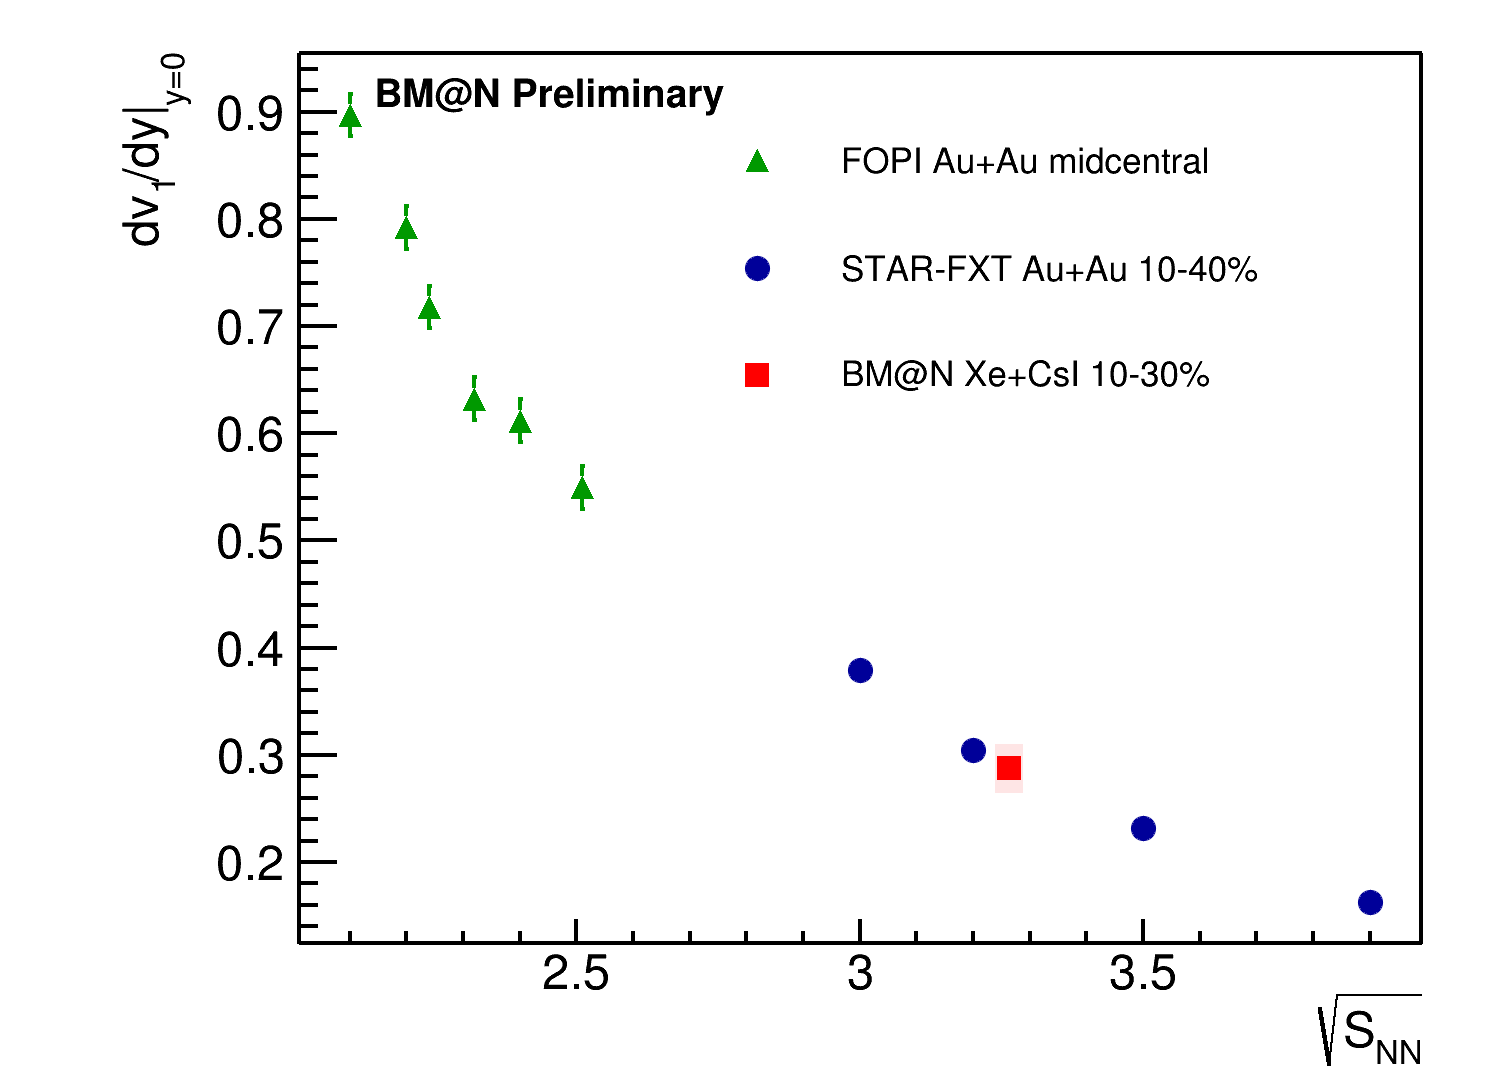 dv1/dy|y=0
BM@N Preliminary
FOPI Au+Au midcentral
STAR-FXT Au+Au 10-40%
BM@N Xe+CsI 10-30%
0.9
0.8
0.7
0.6
0.5
0.4
0.3
0.2
2.5 3 3.5
√SNN